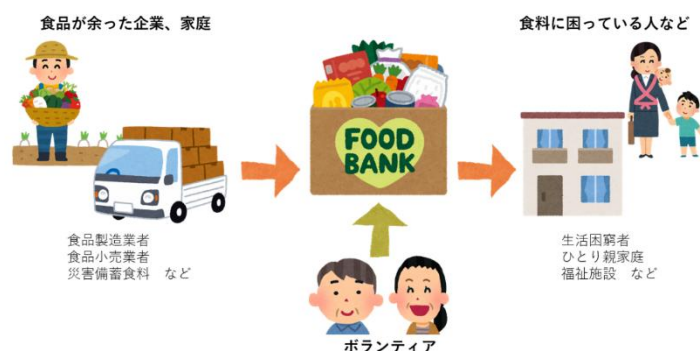 食品が余った企業、家庭
食料に困っている人など
FOOD
BANK
食品製造業者
食品小売業者
災害備蓄食料　など
生活困窮者
ひとり親家庭
福祉施設　など
ボランティア